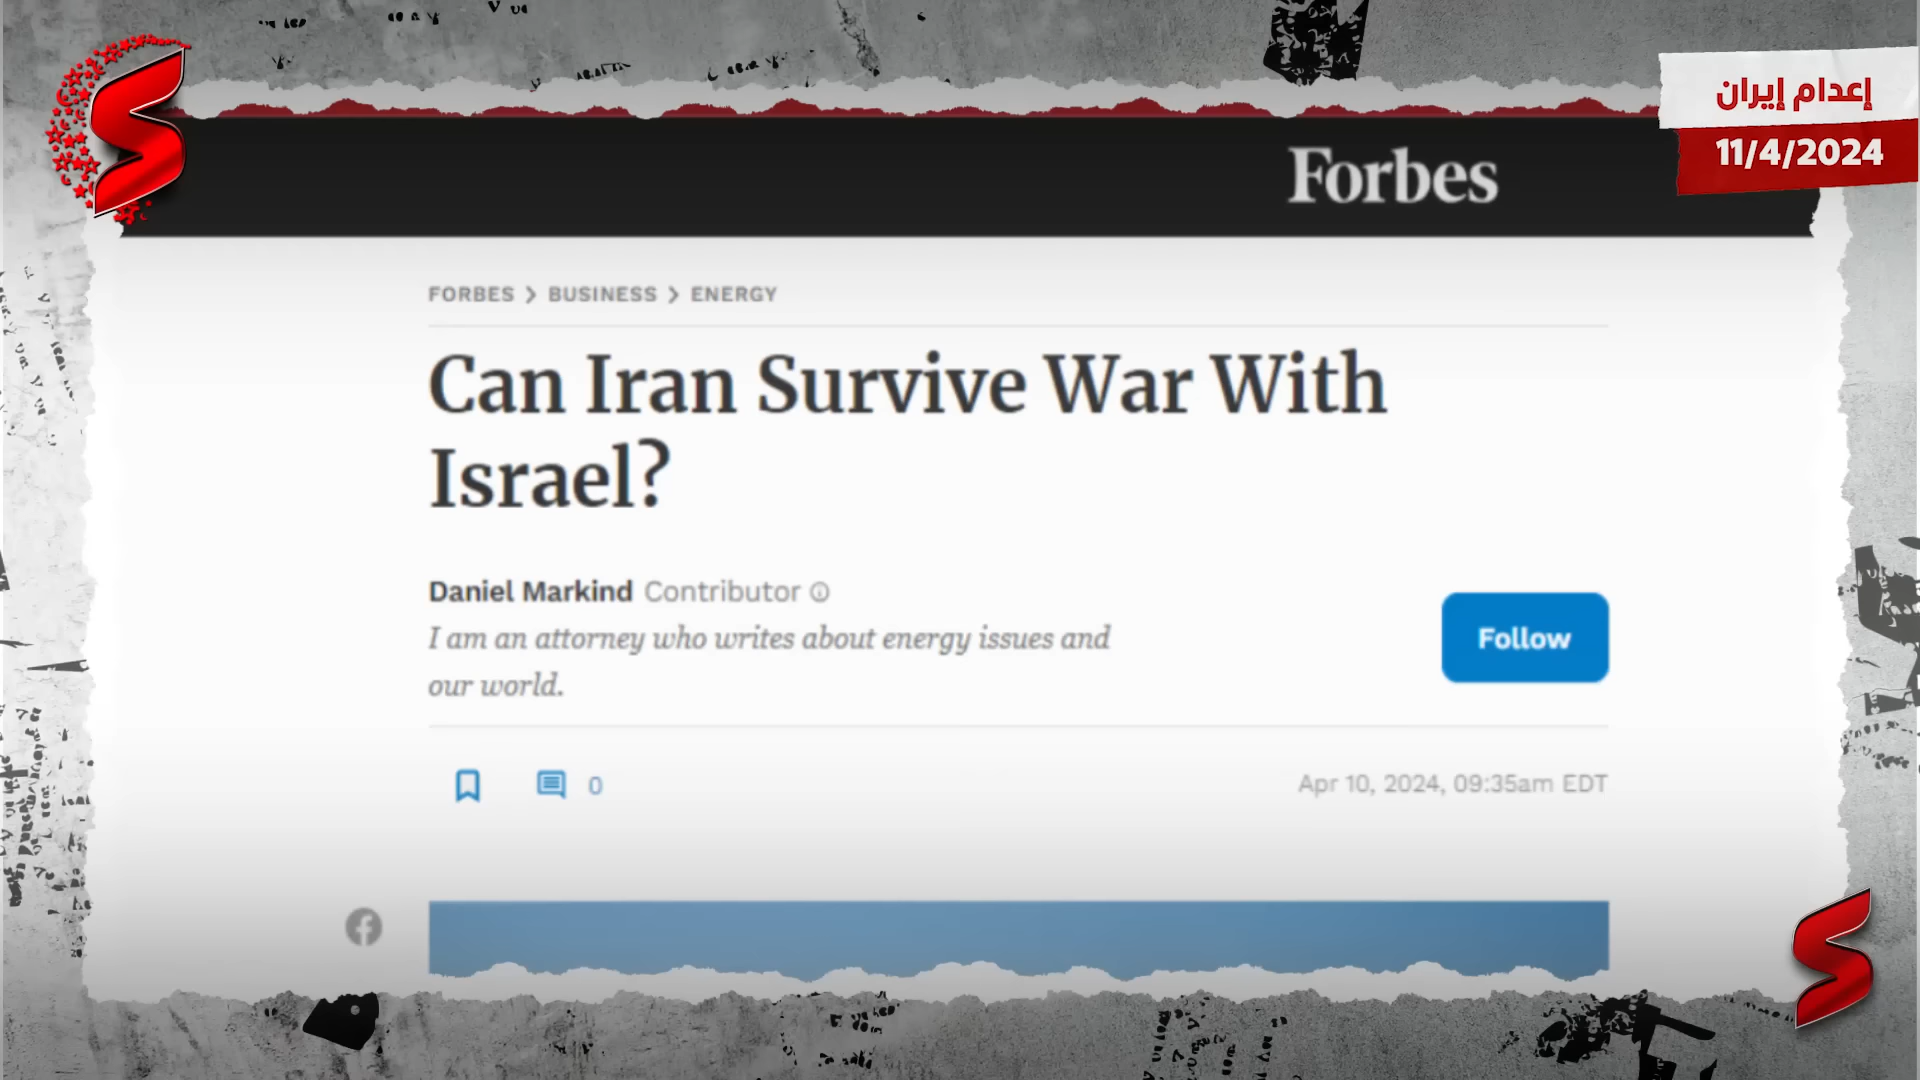 إعدام إيران
11/4/2024
Forbes
FORBES > BUSINESS > ENERGY
Can Iran Survive War With
Israel?
Daniel Markind Contributor
I am an attorney who writes about energy issues and
our world.
Follow
0
Apr 10, 2024, 09:35am EDT